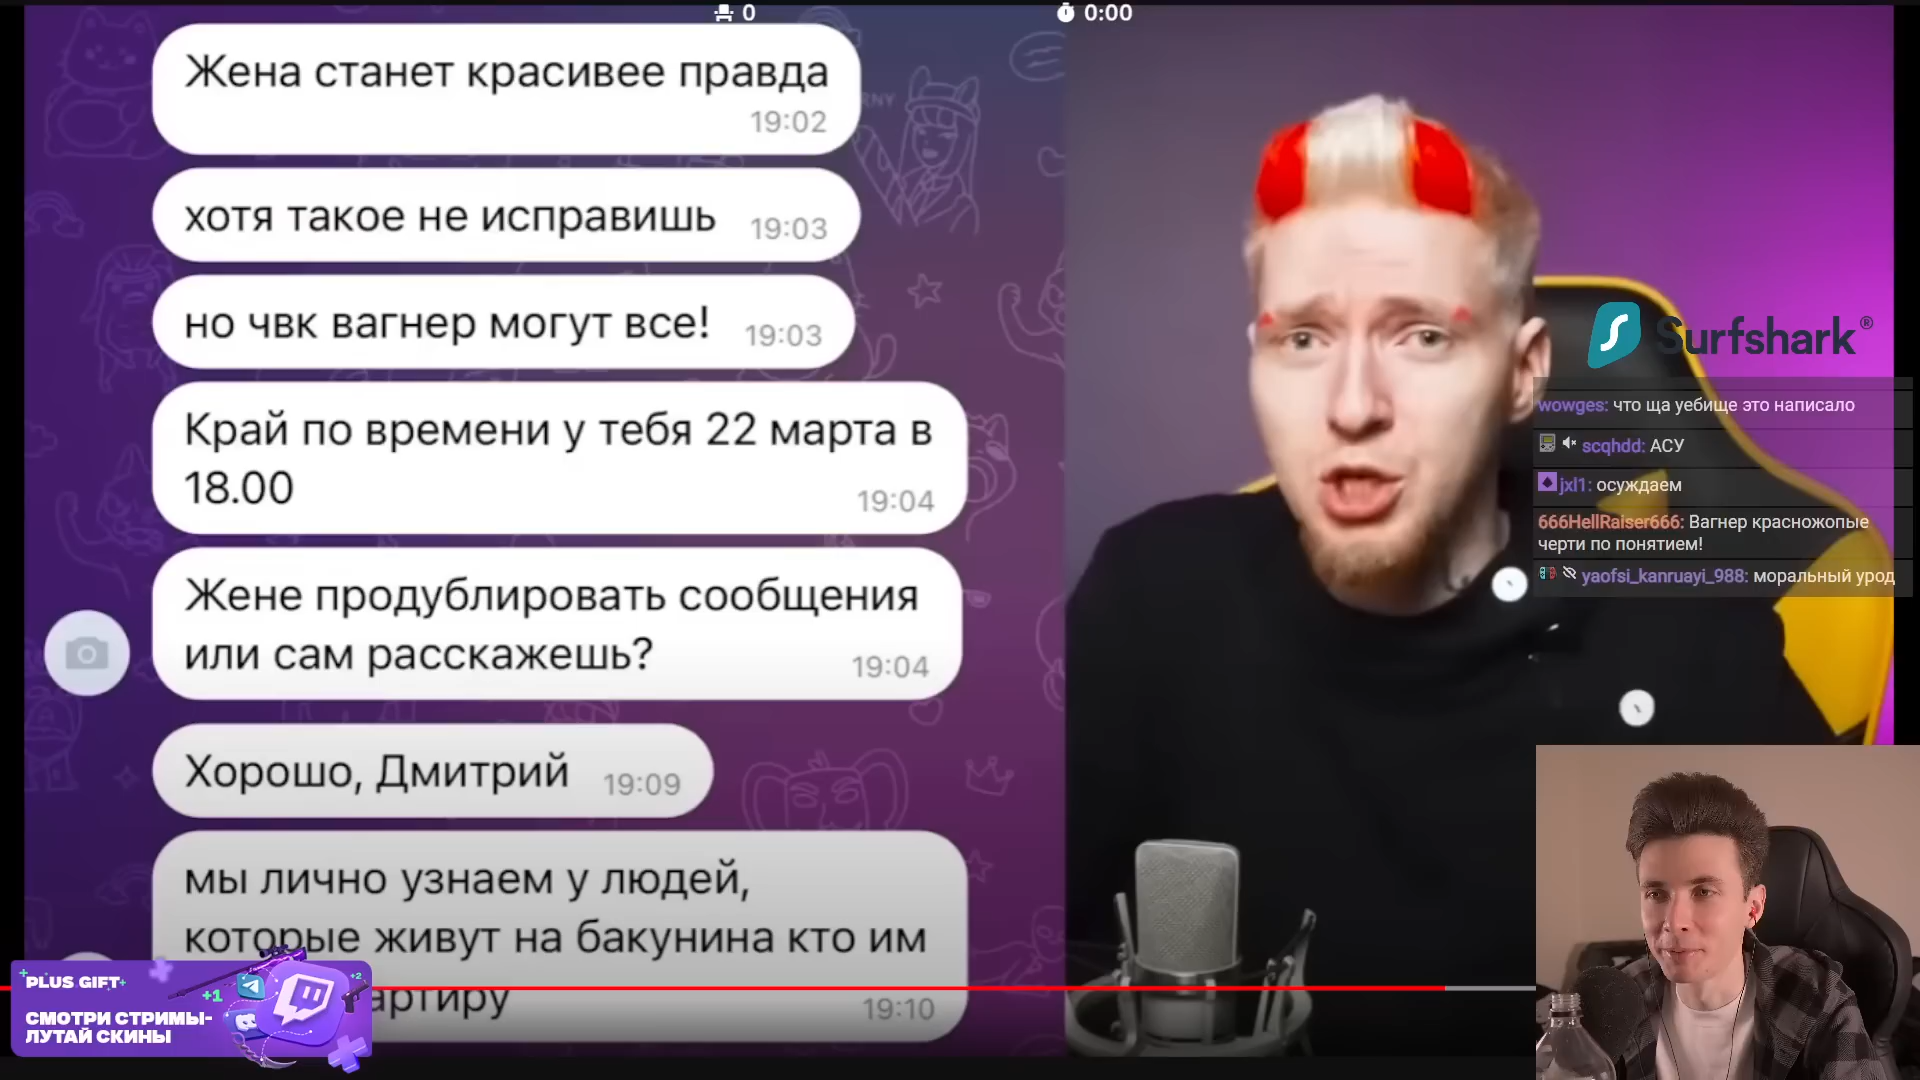 0
0:00
Жена станет красивее правда
19:02
хотя такое не исправишь 19:03
но чвк вагнер могут все! 19:03
Край по времени у тебя 22 марта в
18.00 19:04
Жене продублировать сообщения
или сам расскажешь? 19:04
Хорошо, Дмитрий 19:09
мы лично узнаем у людей,
которые живут на бакунина кто им
артиру 19:10
Surfshark®
wowges: что ща уебище это написало
scqhdd: АСУ
jxl1: осуждаем
666HellRaiser666: Вагнер красножопые
черти по понятием!
yaofsi_kanruayi_988: моральный урод
PLUS GIFT
+1
+2
СМОТРИ СТРИМЫ-
ЛУТАЙ СКИНЫ